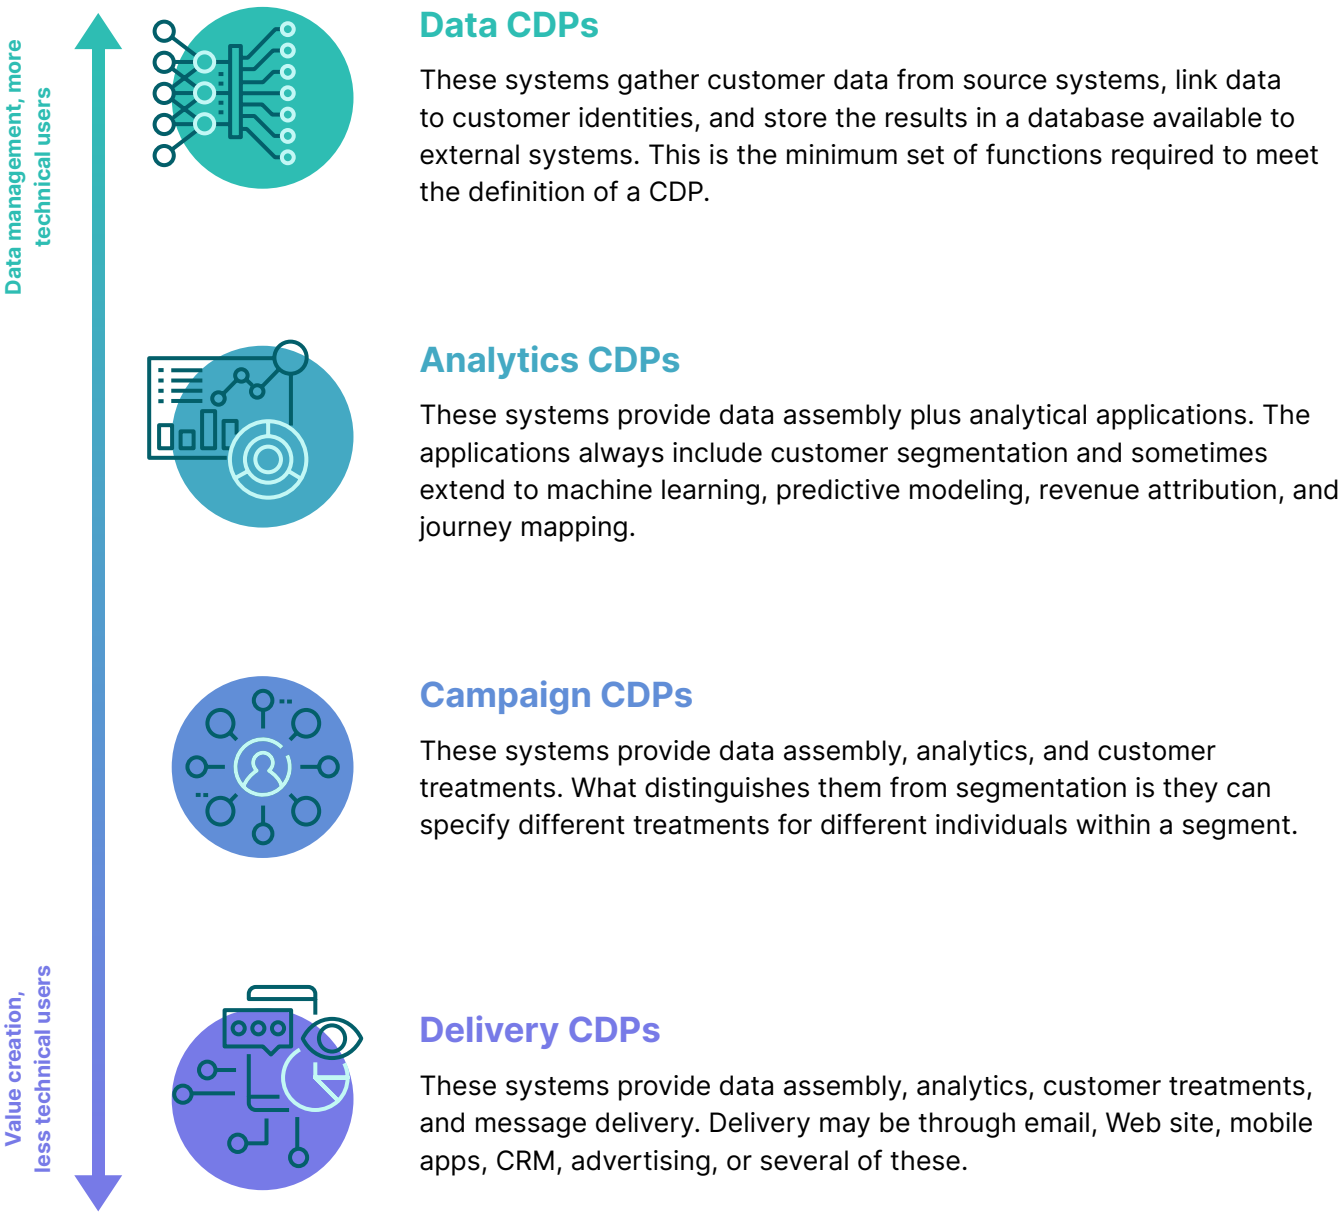 Data management, more
technical users
Data CDPs
These systems gather customer data from source systems, link data
to customer identities, and store the results in a database available to
external systems. This is the minimum set of functions required to meet
the definition of a CDP.
Analytics CDPs
These systems provide data assembly plus analytical applications. The
applications always include customer segmentation and sometimes
extend to machine learning, predictive modeling, revenue attribution, and
journey mapping.
Campaign CDPs
These systems provide data assembly, analytics, and customer
treatments. What distinguishes them from segmentation is they can
specify different treatments for different individuals within a segment.
Value creation,
less technical users
Delivery CDPs
These systems provide data assembly, analytics, customer treatments,
and message delivery. Delivery may be through email, Web site, mobile
apps, CRM, advertising, or several of these.